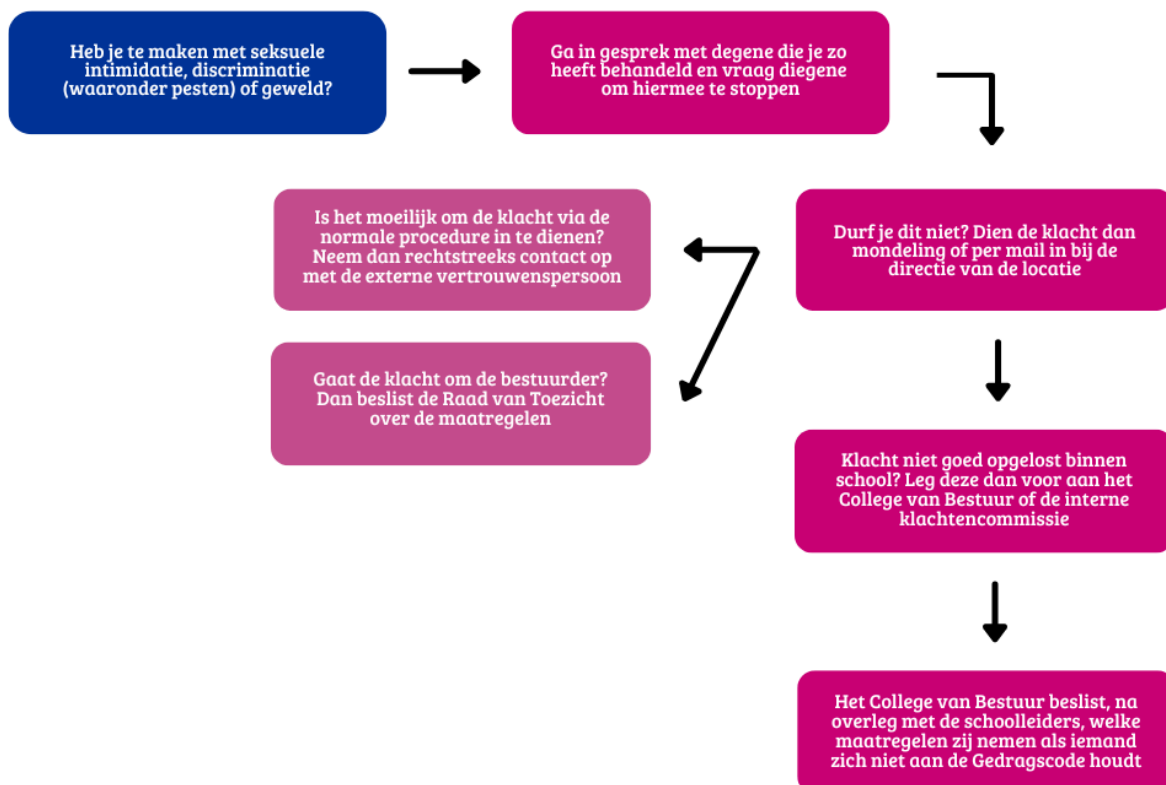 Heb je te maken met seksuele
intimidatie, discriminatie
(waaronder pesten) of geweld?
Ga in gesprek met degene die je zo
heeft behandeld en vraag diegene
om hiermee te stoppen
Durf je dit niet? Dien de klacht dan
mondeling of per mail in bij de
directie van de locatie
Is het moeilijk om de klacht via de
normale procedure in te dienen?
Neem dan rechtstreeks contact op
met de externe vertrouwenspersoon
Gaat de klacht om de bestuurder?
Dan beslist de Raad van Toezicht
over de maatregelen
Klacht niet goed opgelost binnen
school? Leg deze dan voor aan het
College van Bestuur of de interne
klachtencommissie
Het College van Bestuur beslist, na
overleg met de schoolleiders, welke
maatregelen zij nemen als iemand
zich niet aan de Gedragscode houdt